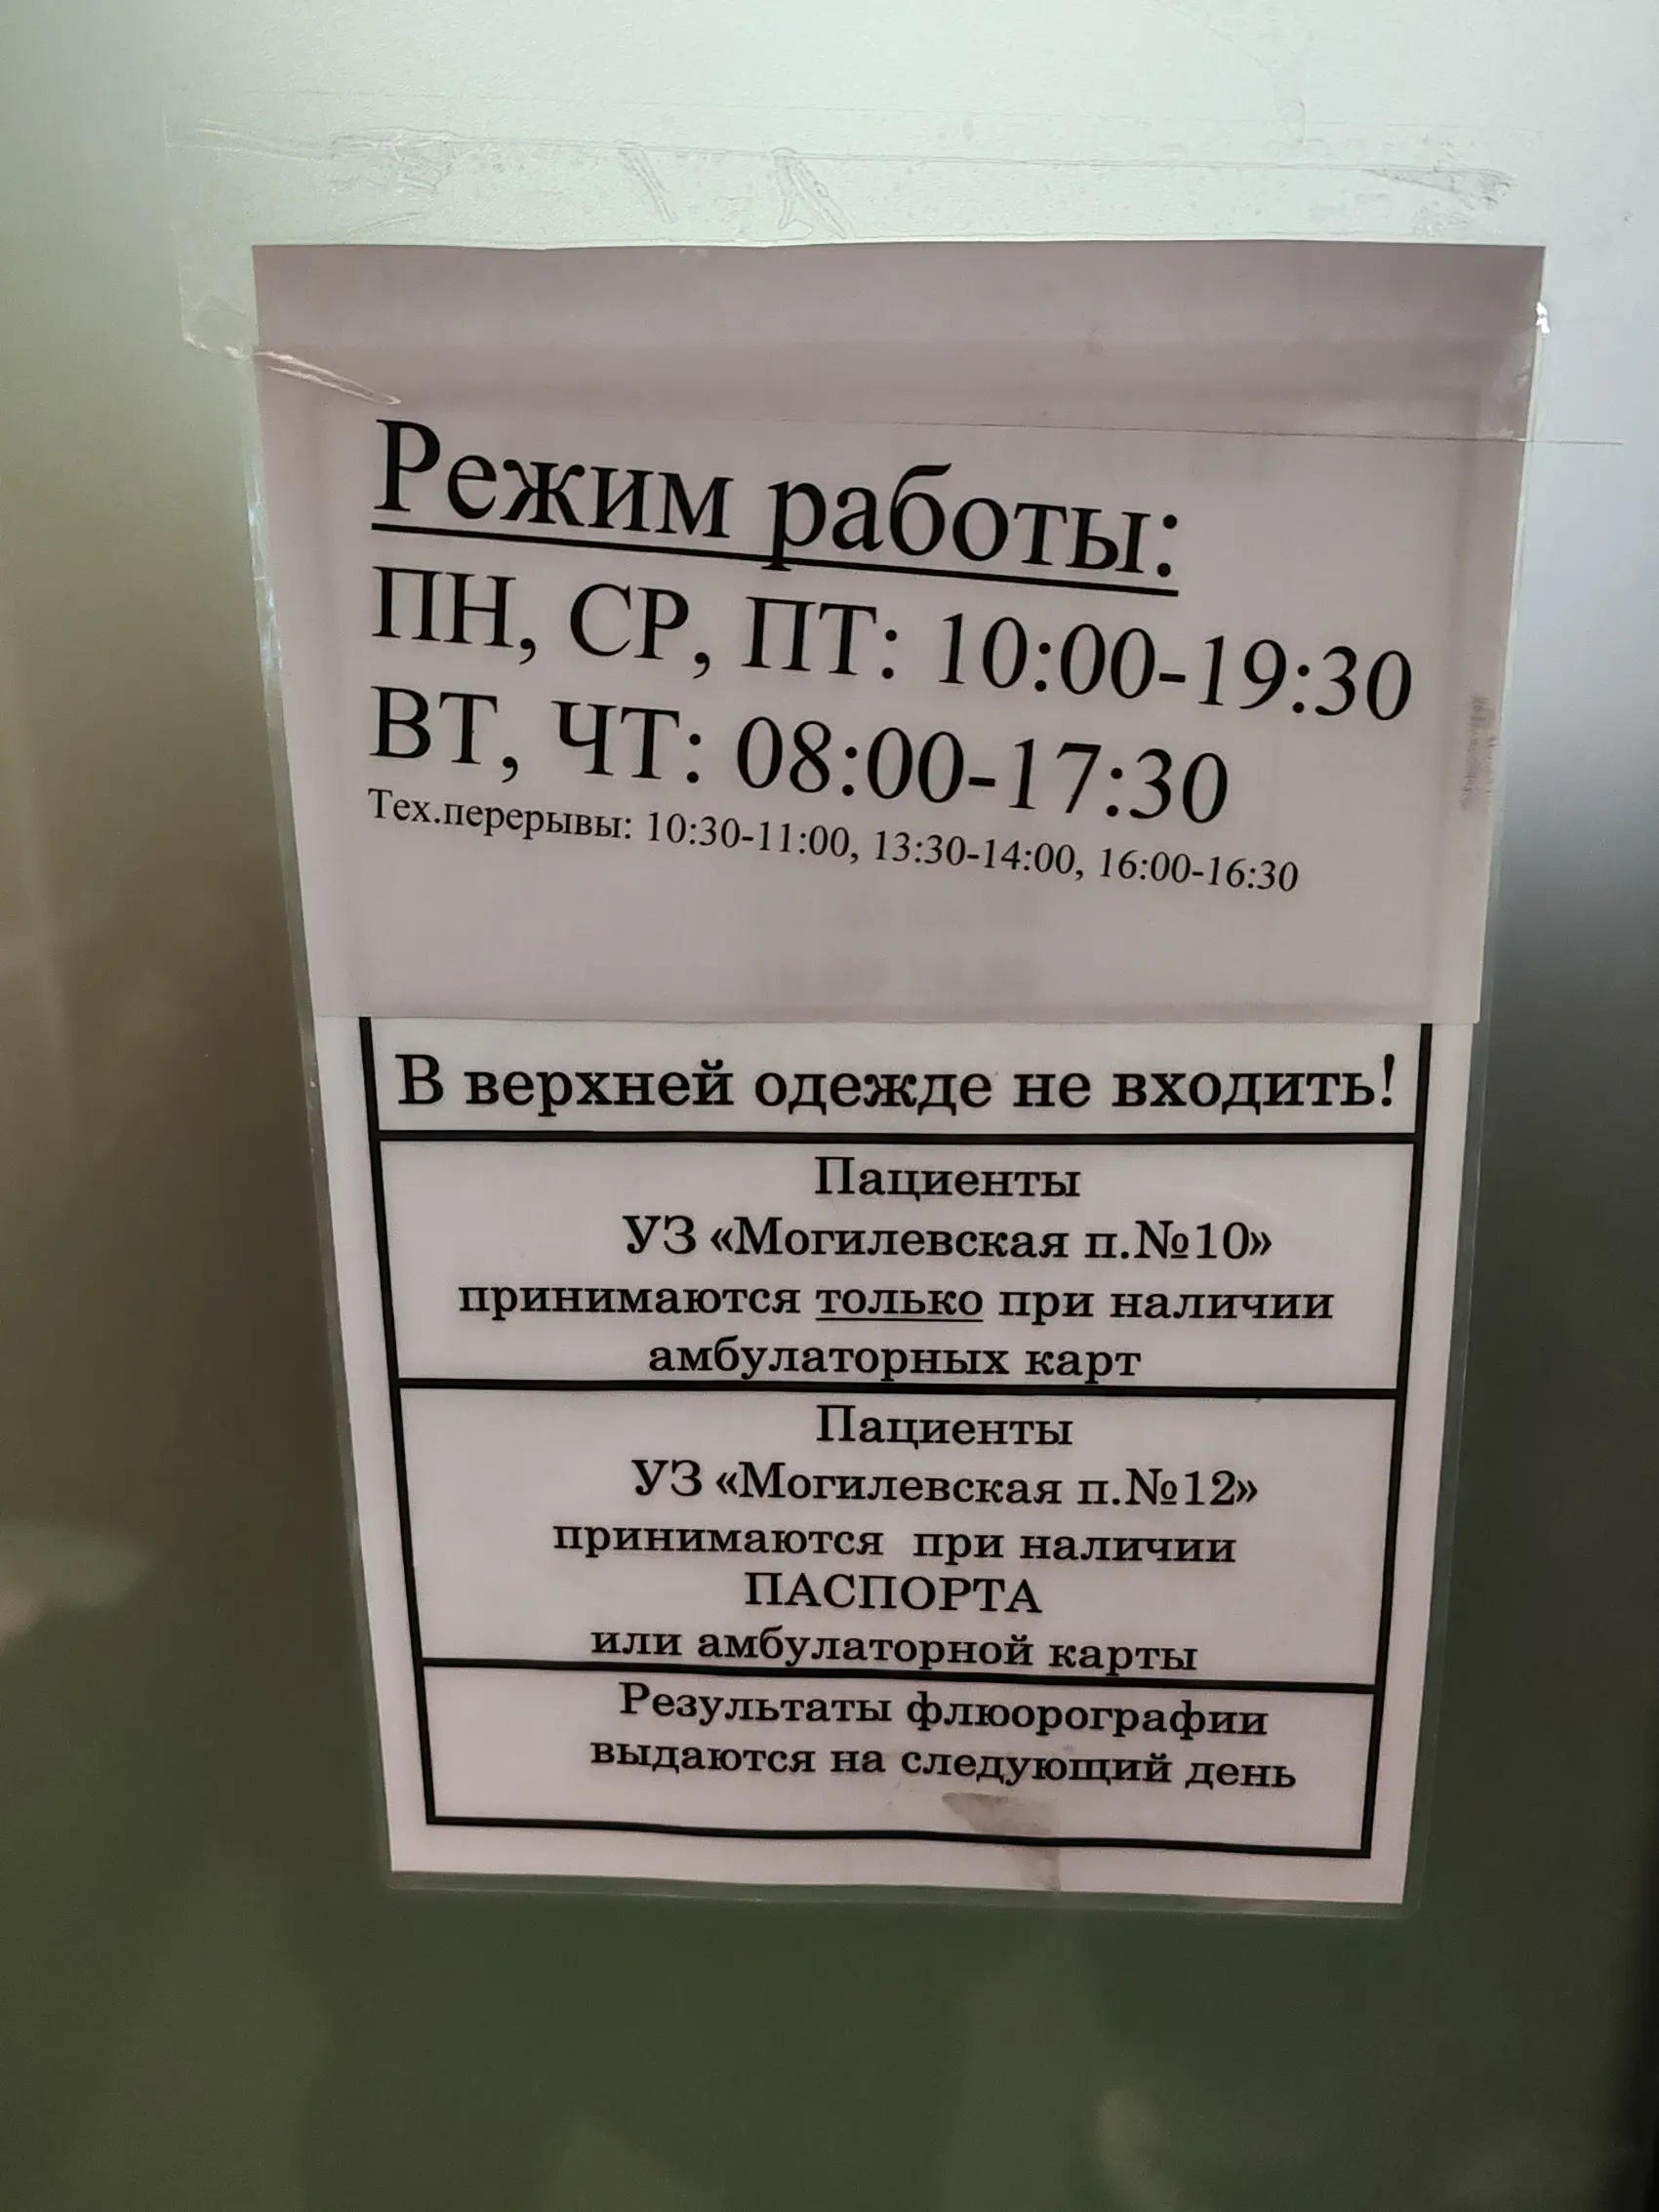 Режим работы:
ПН, СР, ПТ: 10:00-19:30
ВТ, ЧТ: 08:00-17:30
Тех.перерывы: 10:30-11:00, 13:30-14:00, 16:00-16:30
В верхней одежде не входить!
Пациенты
УЗ «Могилевская п.№10»
принимаются только при наличии
амбулаторных карт
Пациенты
УЗ «Могилевская п.№12»
принимаются при наличии
ПАСПОРТА
или амбулаторной карты
Результаты флюорографии
выдаются на следующий день